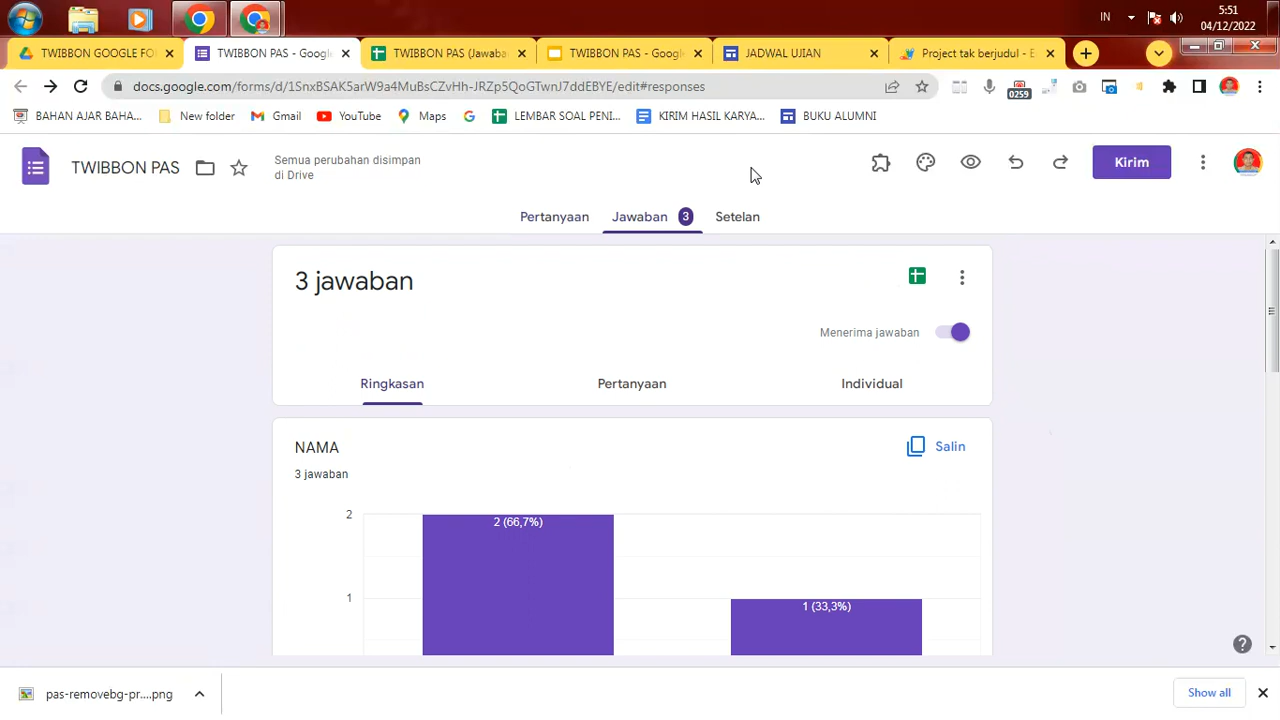 IN
5:51
04/12/2022
TWIBBON GOOGLE FO
TWIBBON PAS - Googl
TWIBBON PAS (Jawaba
TWIBBON PAS - Googl
JADWAL UJIAN
Project tak berjudul - E
docs.google.com/forms/d/1SnxBSAK5erW9a4MuBsCZvHh-JRZp5QoGTwnJ7ddEBYE/edit#responses
0259
BAHAN AJAR BAHA...
New folder
Gmail
YouTube
Maps
LEMBAR SOAL PENI...
KIRIM HASIL KARYA...
BUKU ALUMNI
TWIBBON PAS
Semua perubahan disimpan
di Drive
Kirim
Pertanyaan
Jawaban 3
Setelan
3 jawaban
Menerima jawaban
Ringkasan
Pertanyaan
Individual
NAMA
Salin
3 jawaban
2
2 (66,7%)
1
1 (33,3%)
pas-removebg-pr....png
Show all